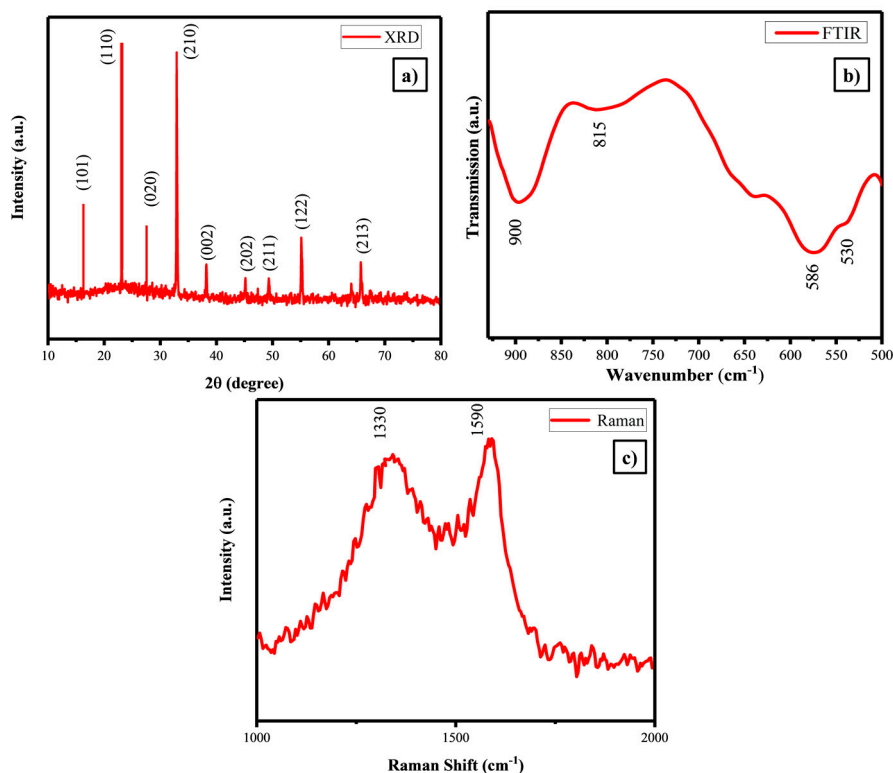 XRD
a)
(101)
(110)
(020)
(210)
(002)
(202)
(211)
(122)
(213)
Intensity (a.u.)
10 20 30 40 50 60 70 80
2θ (degree)
FTIR
b)
815
900
586
530
Transmission (a.u.)
900 850 800 750 700 650 600 550 500
Wavenumber (cm⁻¹)
1330
1590
Raman
c)
Intensity (a.u.)
1000 1500 2000
Raman Shift (cm⁻¹)